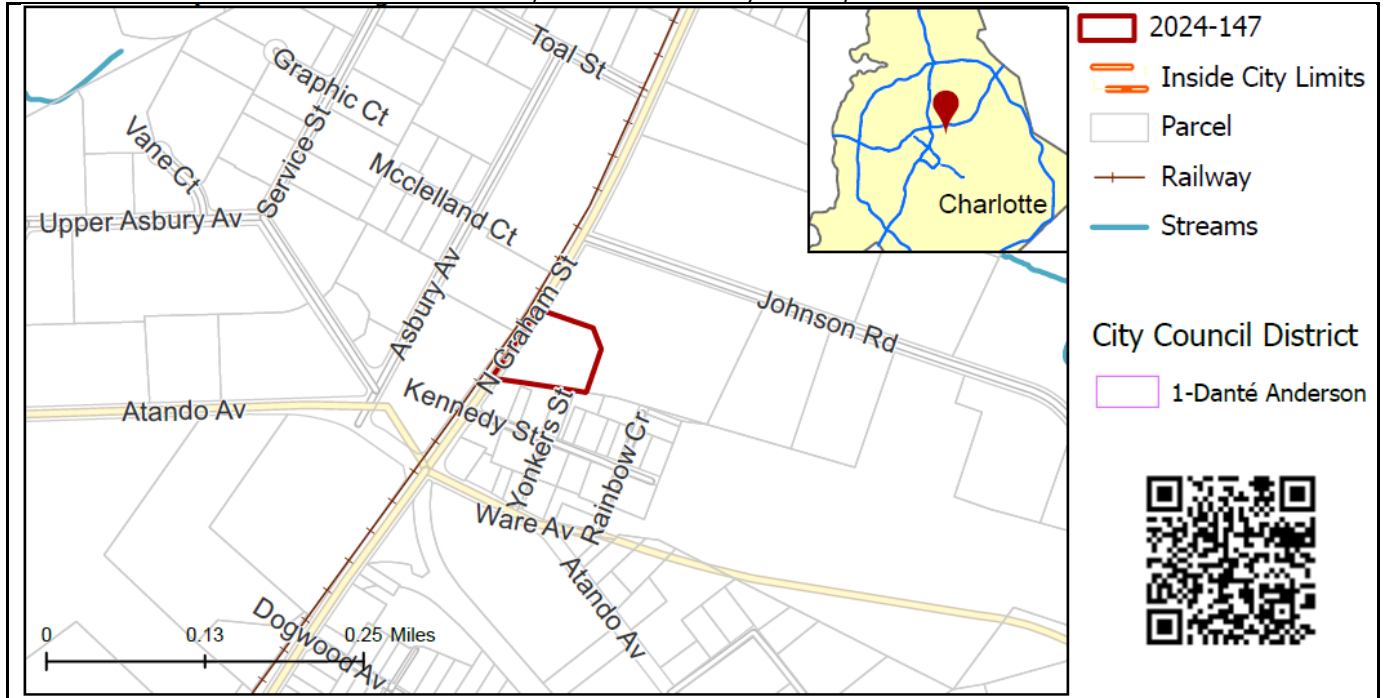 Toal St
Graphic Ct
Vane Ct
Service St
Mcclelland Ct
Upper Asbury Av
Asbury Av
N Graham St
Johnson Rd
Atando Av
Kennedy St
Yonkers St
Rainbow Cr
Ware Av
Atando Av
Dogwood Av
0 0.13 0.25 Miles
Charlotte
2024-147
Inside City Limits
Parcel
Railway
Streams
City Council District
1-Danté Anderson